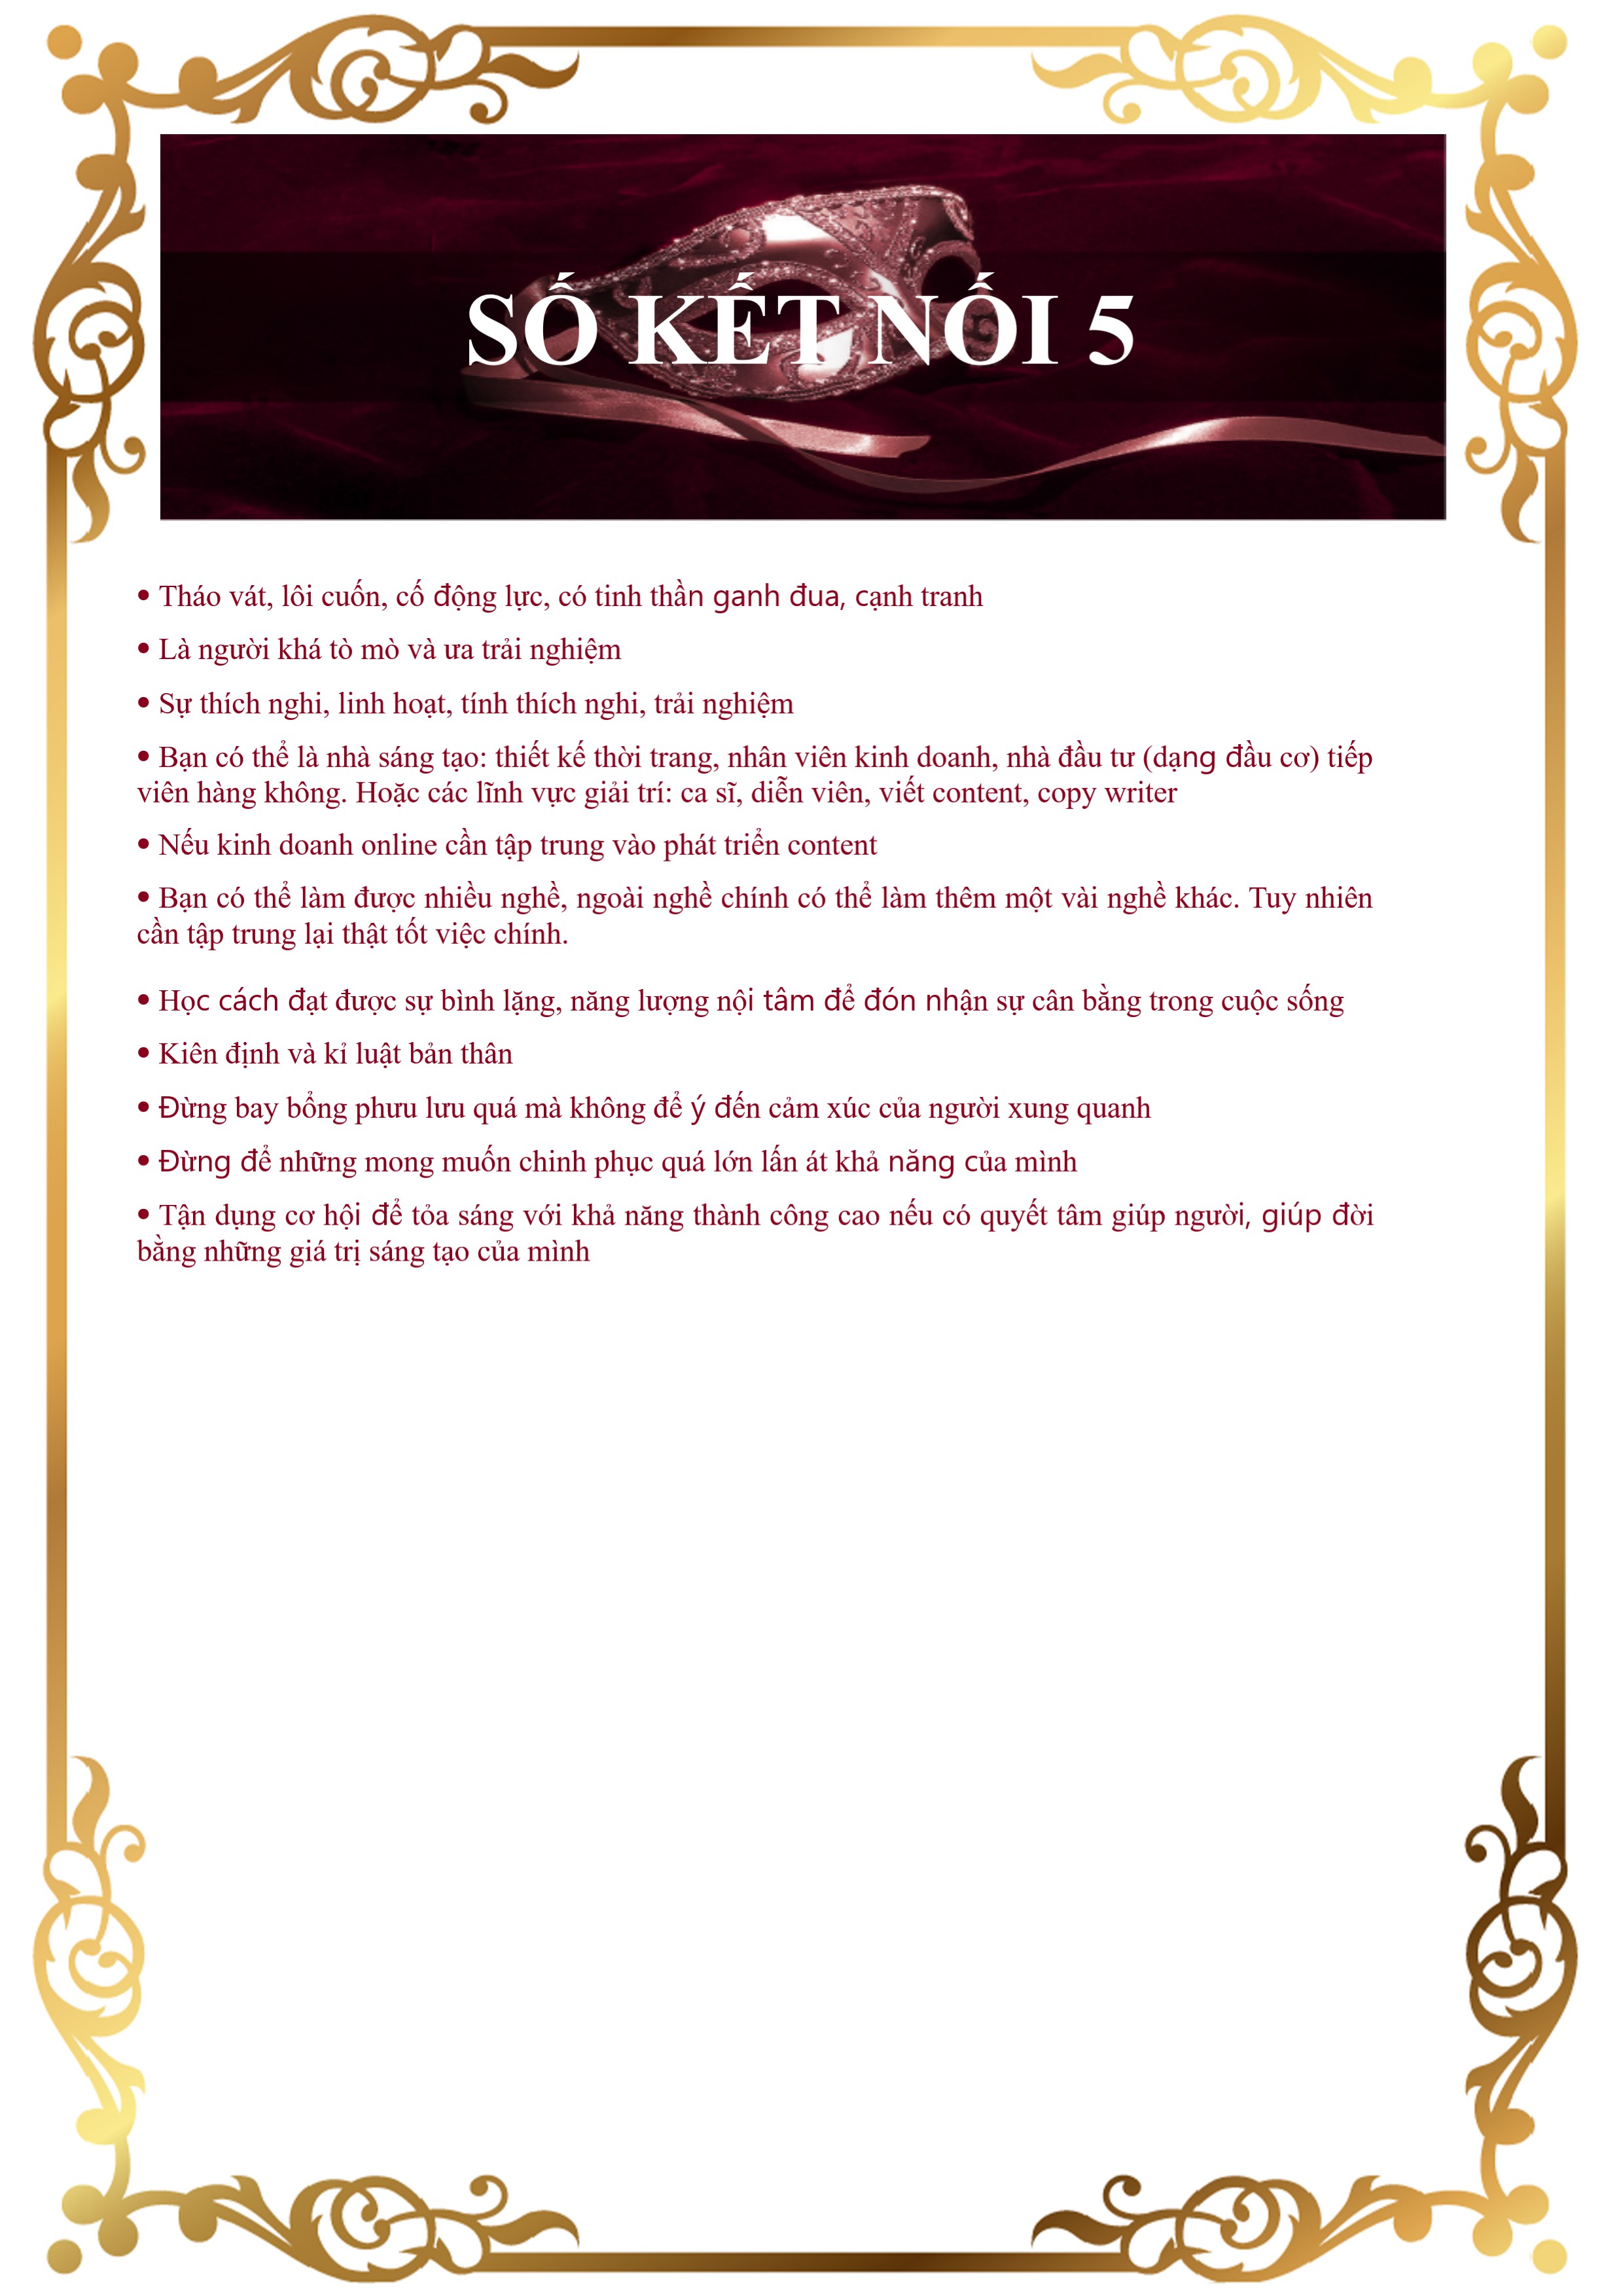 SỐ KẾT NỐI 5
• Tháo vát, lôi cuốn, cố động lực, có tinh thần ganh đua, cạnh tranh
• Là người khá tò mò và ưa trải nghiệm
• Sự thích nghi, linh hoạt, tính thích nghi, trải nghiệm
• Bạn có thể là nhà sáng tạo: thiết kế thời trang, nhân viên kinh doanh, nhà đầu tư (dạng đầu cơ) tiếp
viên hàng không. Hoặc các lĩnh vực giải trí: ca sĩ, diễn viên, viết content, copy writer
• Nếu kinh doanh online cần tập trung vào phát triển content
• Bạn có thể làm được nhiều nghề, ngoài nghề chính có thể làm thêm một vài nghề khác. Tuy nhiên
cần tập trung lại thật tốt việc chính.
• Học cách đạt được sự bình lặng, năng lượng nội tâm để đón nhận sự cân bằng trong cuộc sống
• Kiên định và kỉ luật bản thân
• Đừng bay bổng phưu lưu quá mà không để ý đến cảm xúc của người xung quanh
• Đừng để những mong muốn chinh phục quá lớn lấn át khả năng của mình
• Tận dụng cơ hội để tỏa sáng với khả năng thành công cao nếu có quyết tâm giúp người, giúp đời
bằng những giá trị sáng tạo của mình